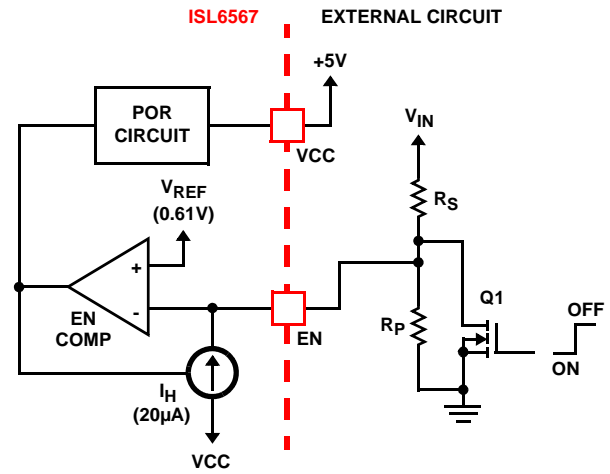 ISL6567 EXTERNAL CIRCUIT
+5V
POR
CIRCUIT
VCC
VIN
VREF
(0.61V)
RS
+
-
EN
COMP
EN
RP
Q1
OFF
ON
IH
(20µA)
VCC